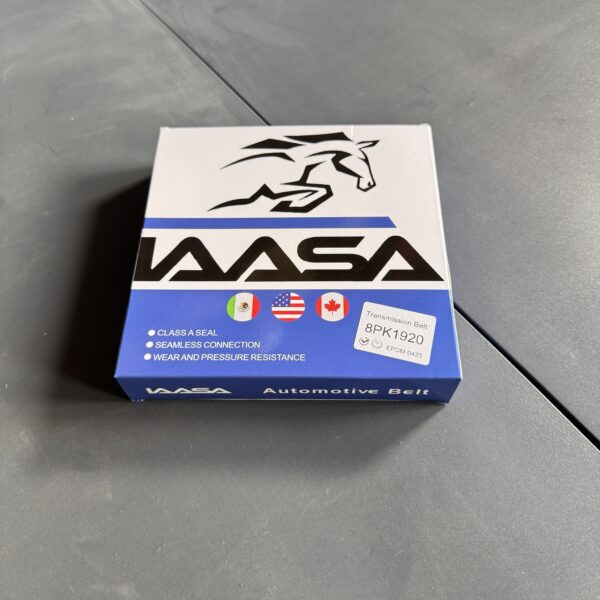 IAASA
CLASS A SEAL
SEAMLESS CONNECTION
WEAR AND PRESSURE RESISTANCE
Transmission Belt
8PK1920
EPDM 0425
IAASA Automotive Belt